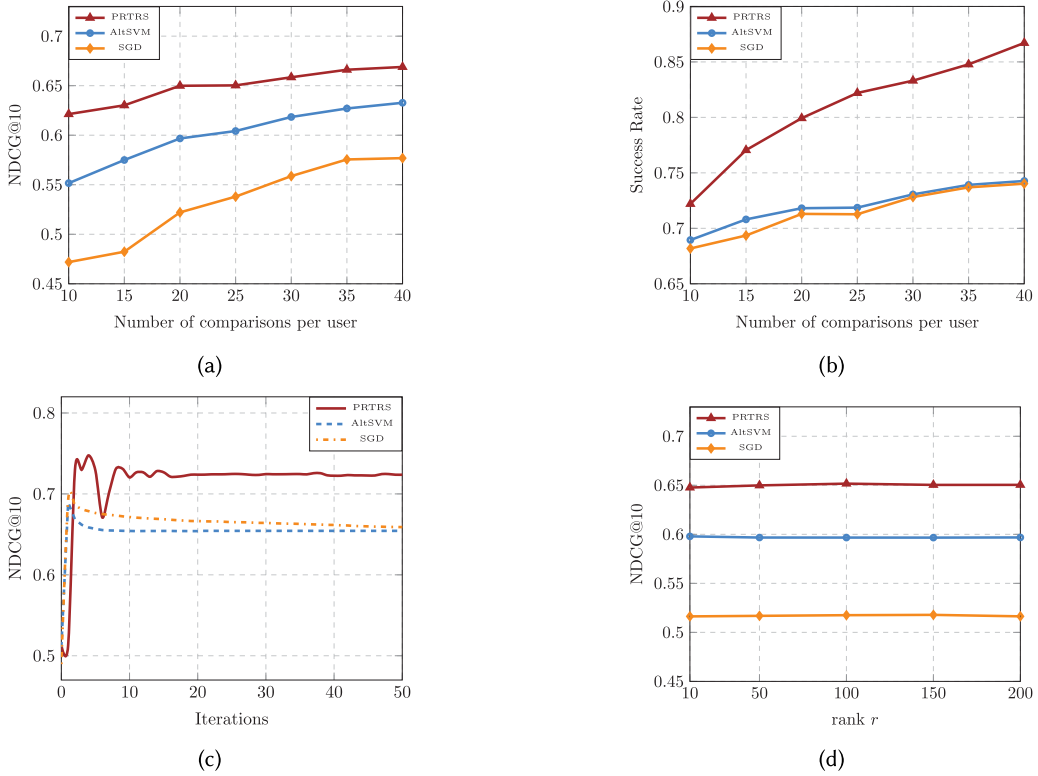 PRTRS
AltSVM
SGD
0.7
0.65
0.6
0.55
0.5
0.45
NDCG@10
10 15 20 25 30 35 40
Number of comparisons per user
(a)
PRTRS
AltSVM
SGD
0.9
0.85
0.8
0.75
0.7
0.65
Success Rate
10 15 20 25 30 35 40
Number of comparisons per user
(b)
PRTRS
AltSVM
SGD
0.8
0.7
0.6
0.5
NDCG@10
0 10 20 30 40 50
Iterations
(c)
PRTRS
AltSVM
SGD
0.7
0.65
0.6
0.55
0.5
0.45
NDCG@10
10 50 100 150 200
rank r
(d)